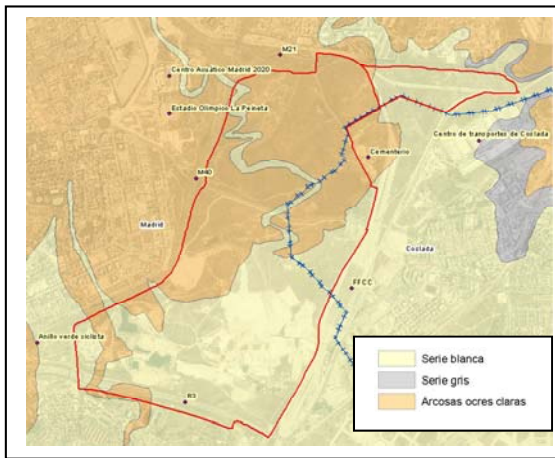 M21
Centro Acuático Madrid 2020
Estadio Olímpico La Peineta
Centro de transportes de Coslada
Cementerio
M40
Madrid
Coslada
FFCC
Anillo verde ciclista
R3
Serie blanca
Serie gris
Arcosas ocres claras